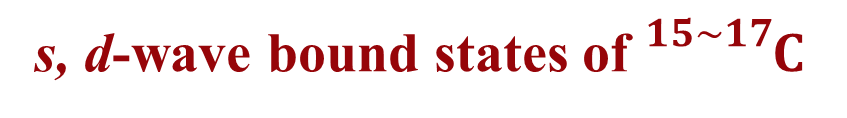 s, d-wave bound states of ¹⁵~¹⁷C